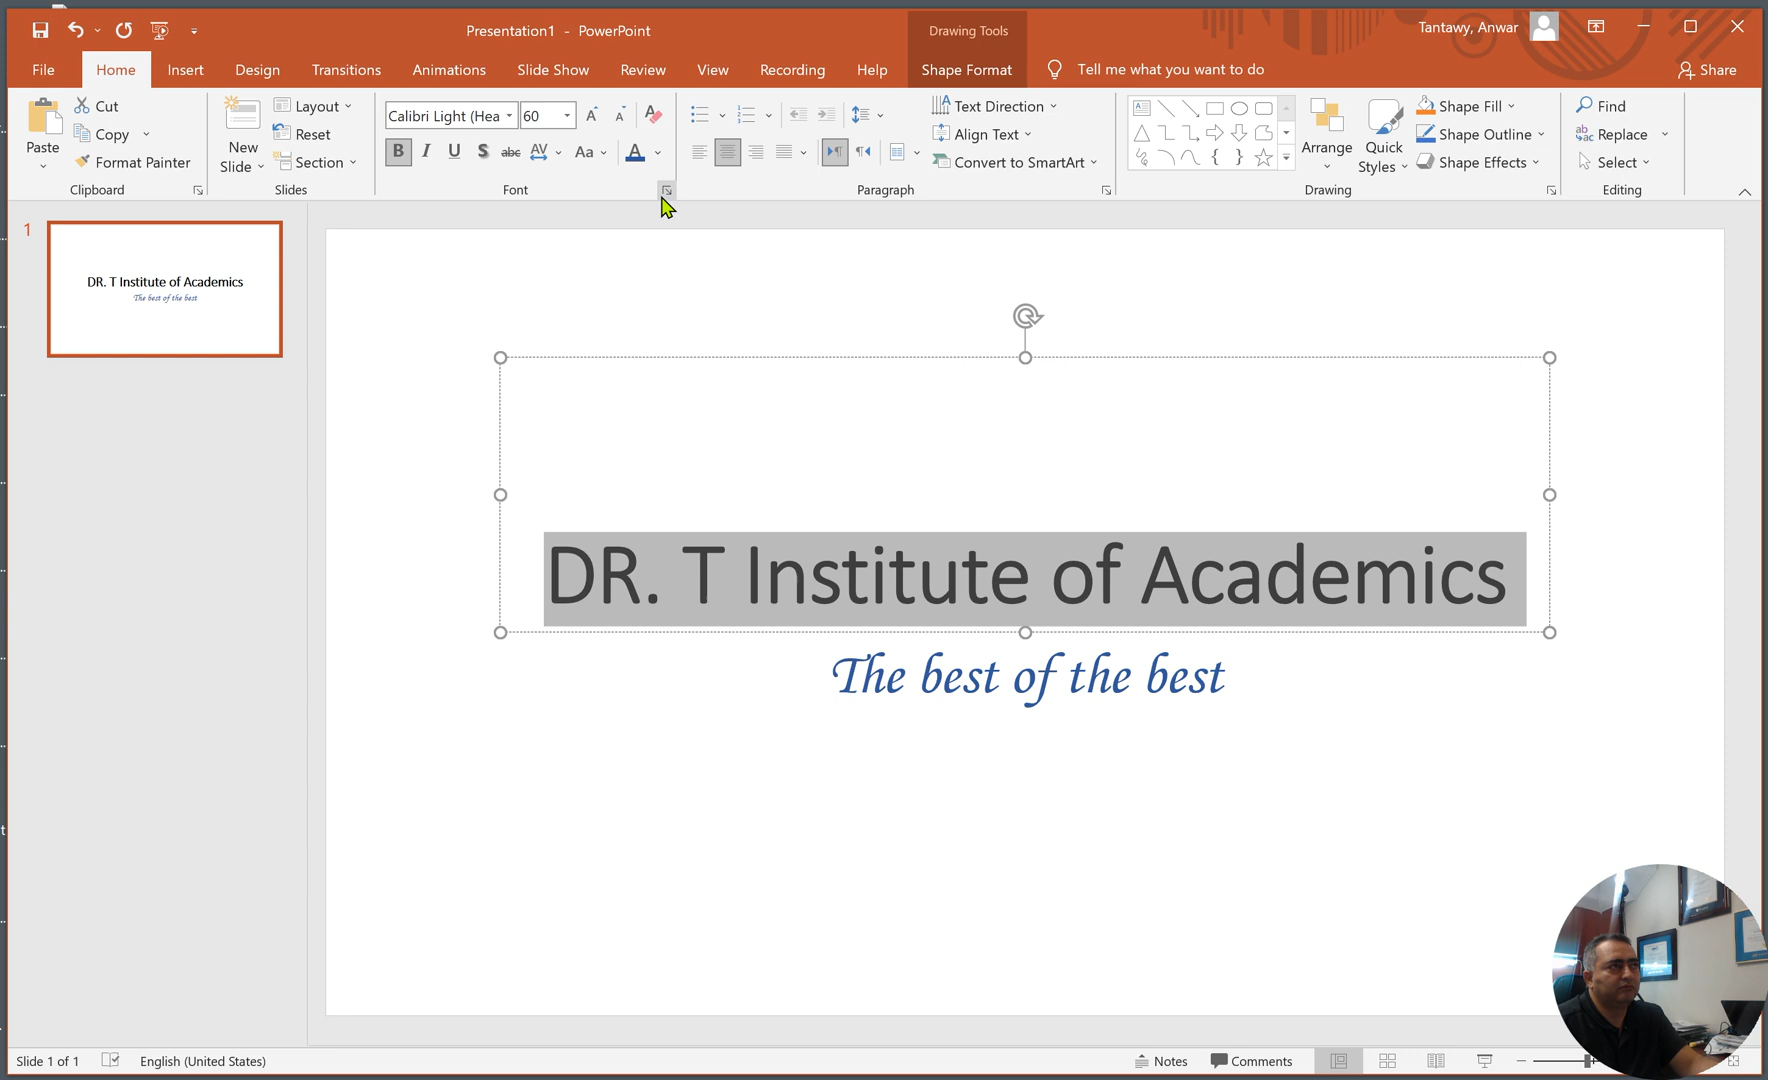 Presentation1 - PowerPoint
Drawing Tools
Tantawy, Anwar
File Home Insert Design Transitions Animations Slide Show Review View Recording Help Shape Format Tell me what you want to do Share
Paste
Cut
Copy
Format Painter
Clipboard
New Slide
Layout
Reset
Section
Slides
Calibri Light (Hea 60
B I U S abc AV Aa A
Font
Text Direction
Align Text
Convert to SmartArt
Paragraph
Arrange
Quick Styles
Shape Fill
Shape Outline
Shape Effects
Drawing
Find
Replace
Select
Editing
1
DR. T Institute of Academics
The best of the best
DR. T Institute of Academics
The best of the best
Slide 1 of 1 English (United States) Notes Comments